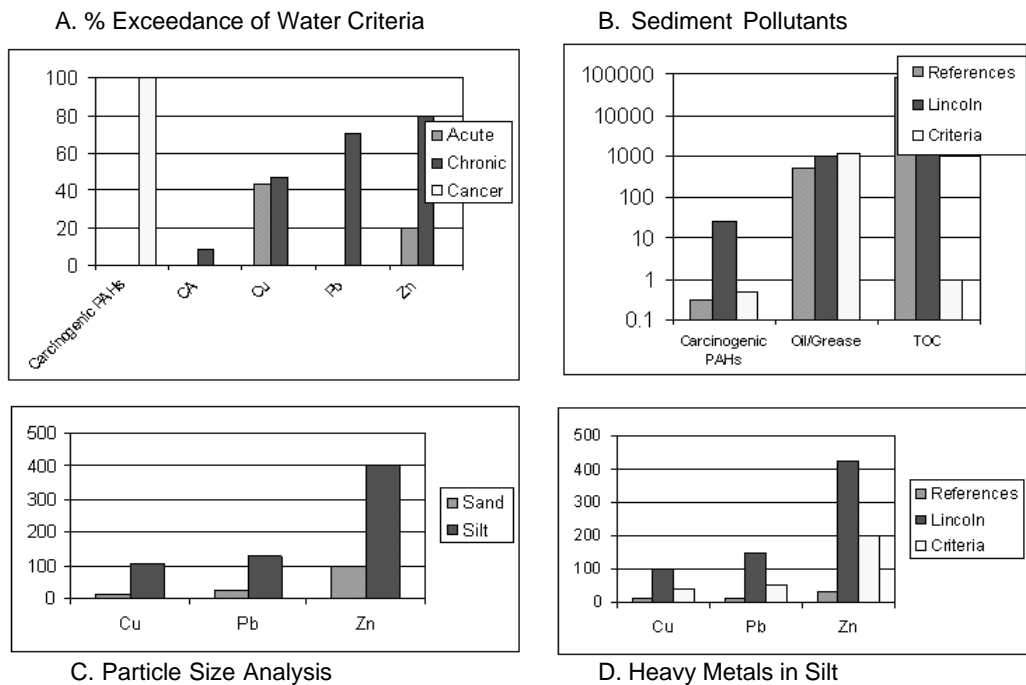 A. % Exceedance of Water Criteria
100
80
60
40
20
0
Carcinogenic PAHs
CA
Cu
Pb
Zn
Acute
Chronic
Cancer
B. Sediment Pollutants
100000
10000
1000
100
10
1
0.1
Carcinogenic
PAHs
Oil/Grease
TOC
References
Lincoln
Criteria
500
400
300
200
100
0
Cu
Pb
Zn
Sand
Silt
C. Particle Size Analysis
500
400
300
200
100
0
Cu
Pb
Zn
References
Lincoln
Criteria
D. Heavy Metals in Silt